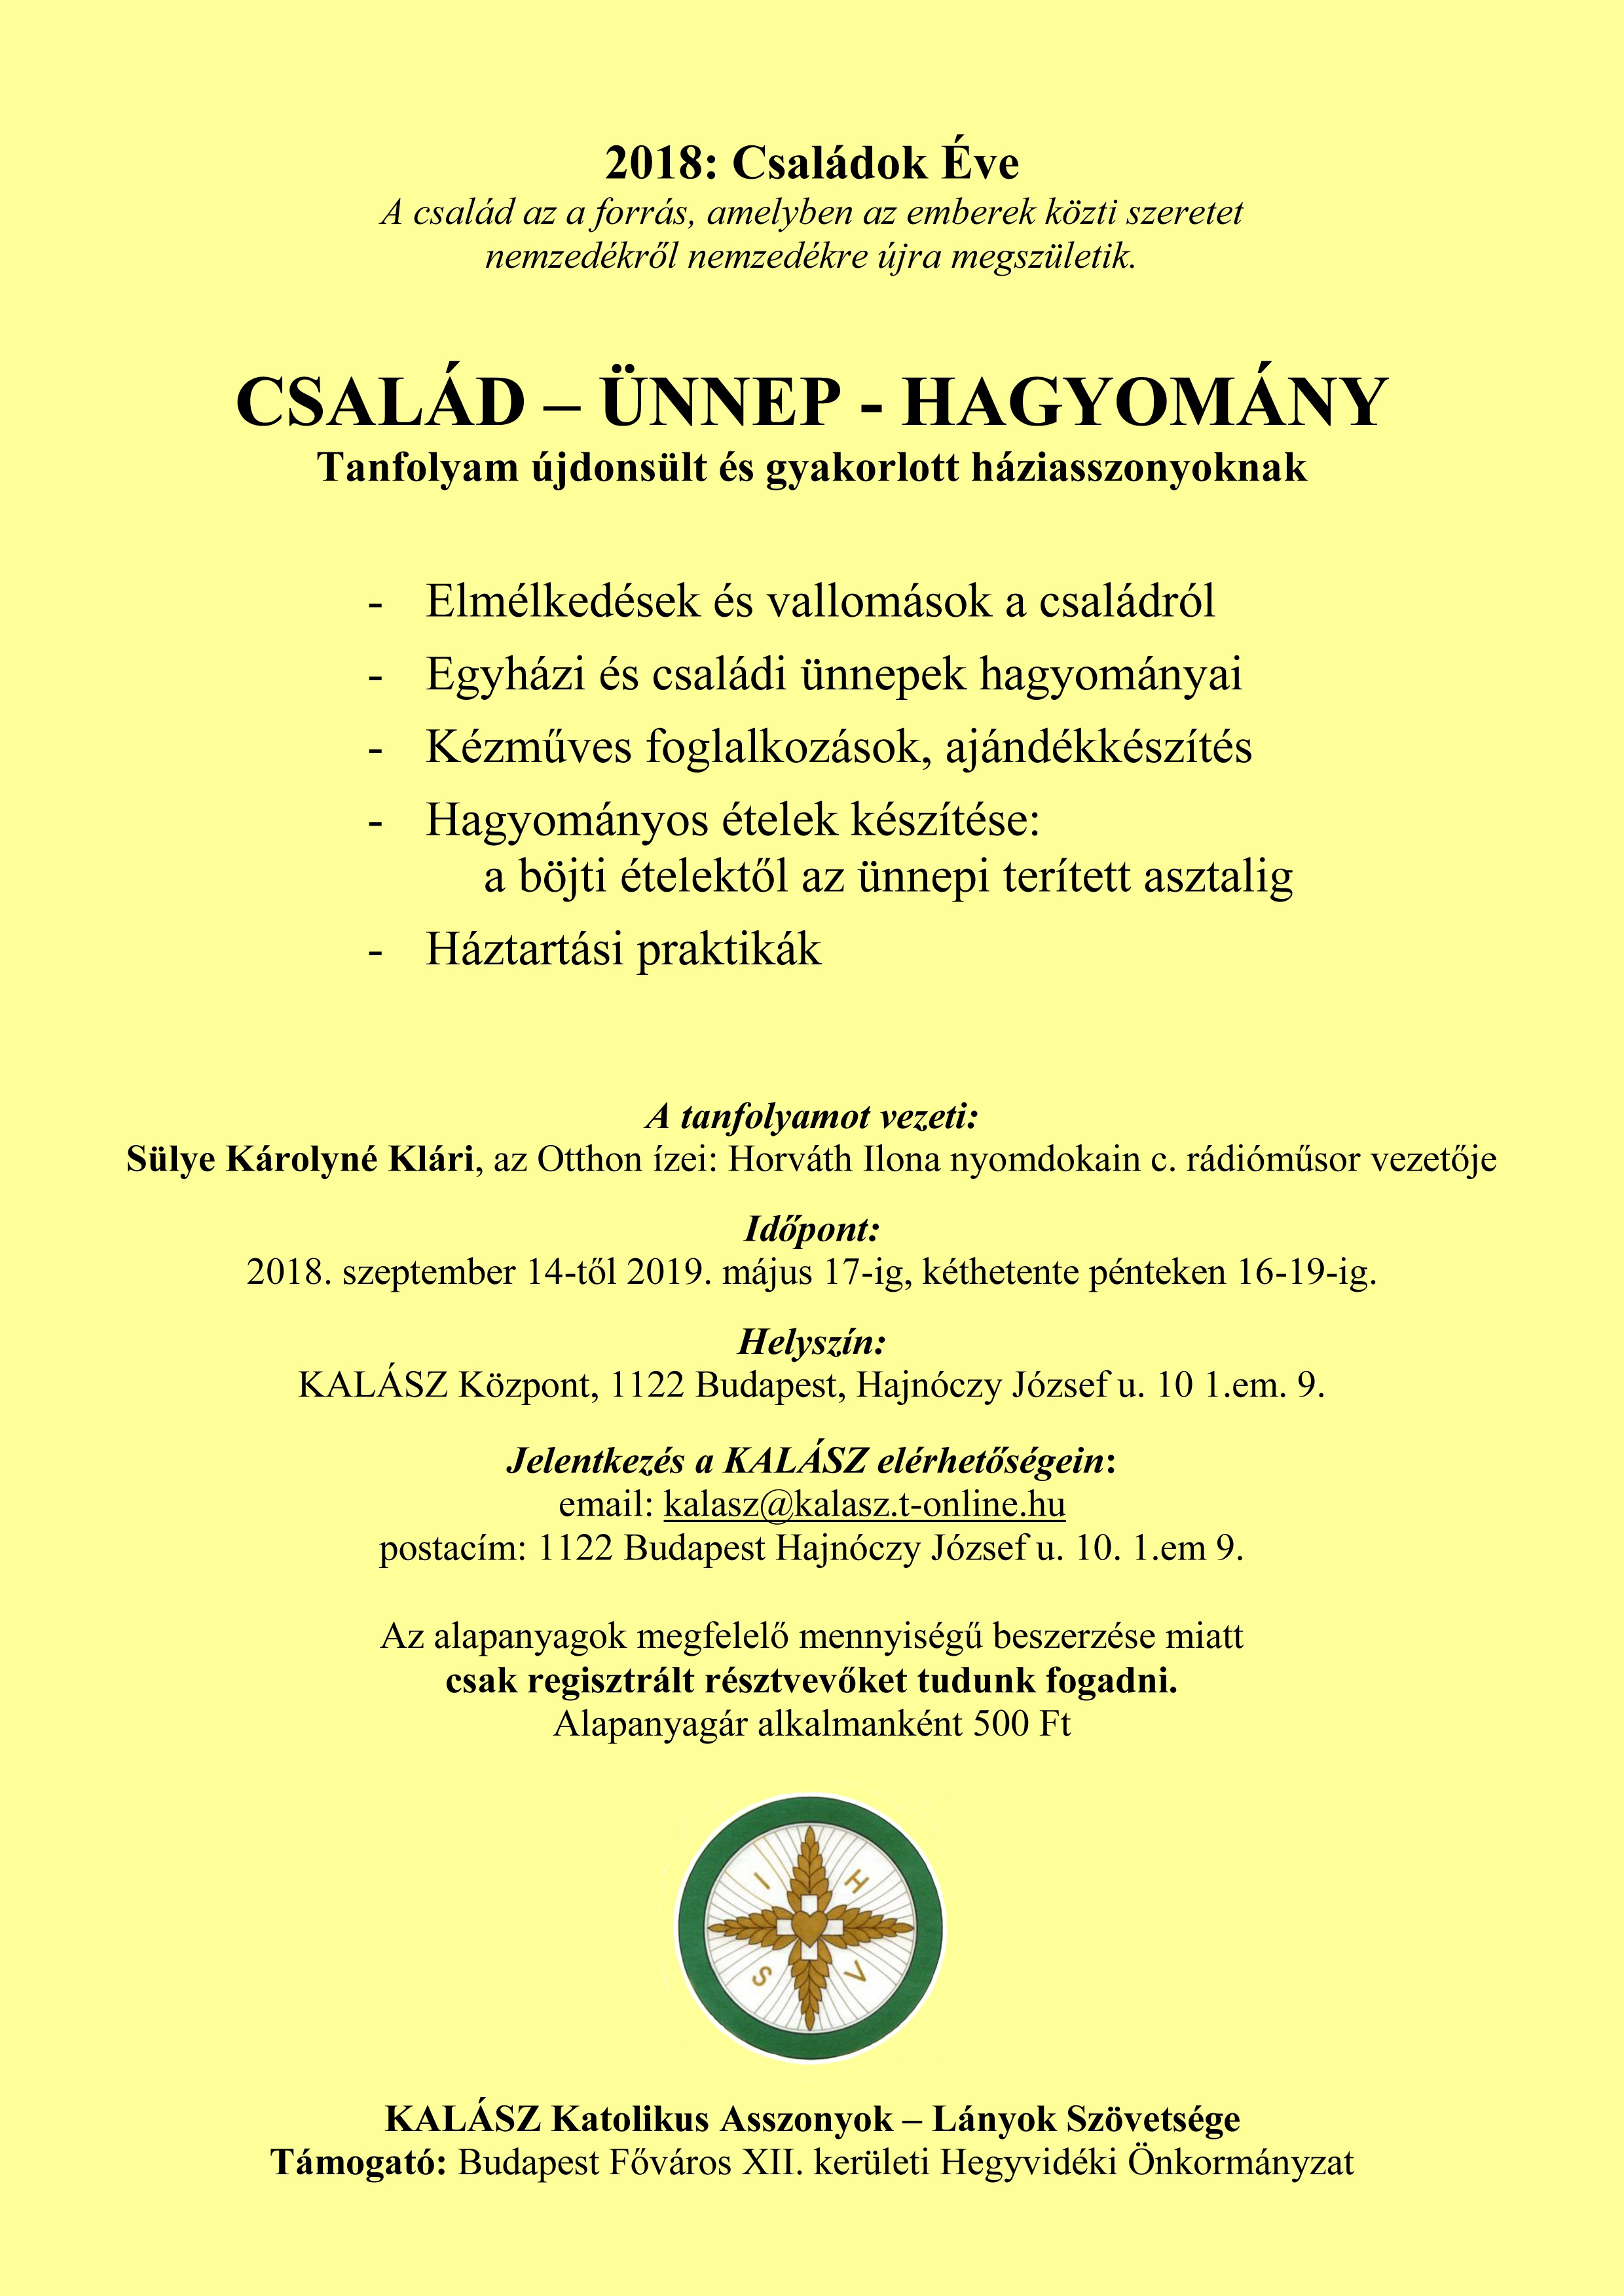 2018: Családok Éve
A család az a forrás, amelyben az emberek közti szeretet
nemzedékről nemzedékre újra megszületik.
CSALÁD – ÜNNEP - HAGYOMÁNY
Tanfolyam újdonsült és gyakorlott háziasszonyoknak
- Elmélkedések és vallomások a családról
- Egyházi és családi ünnepek hagyományai
- Kézműves foglalkozások, ajándékkészítés
- Hagyományos ételek készítése:
a böjti ételektől az ünnepi terített asztalig
- Háztartási praktikák
A tanfolyamot vezeti:
Sülye Károlyné Klári, az Otthon ízei: Horváth Ilona nyomdokain c. rádióműsor vezetője
Időpont:
2018. szeptember 14-től 2019. május 17-ig, kéthetente pénteken 16-19-ig.
Helyszín:
KALÁSZ Központ, 1122 Budapest, Hajnóczy József u. 10 1.em. 9.
Jelentkezés a KALÁSZ elérhetőségein:
email: kalasz@kalasz.t-online.hu
postacím: 1122 Budapest Hajnóczy József u. 10. 1.em 9.
Az alapanyagok megfelelő mennyiségű beszerzése miatt
csak regisztrált résztvevőket tudunk fogadni.
Alapanyagár alkalmanként 500 Ft
I H
S V
KALÁSZ Katolikus Asszonyok – Lányok Szövetsége
Támogató: Budapest Főváros XII. kerületi Hegyvidéki Önkormányzat